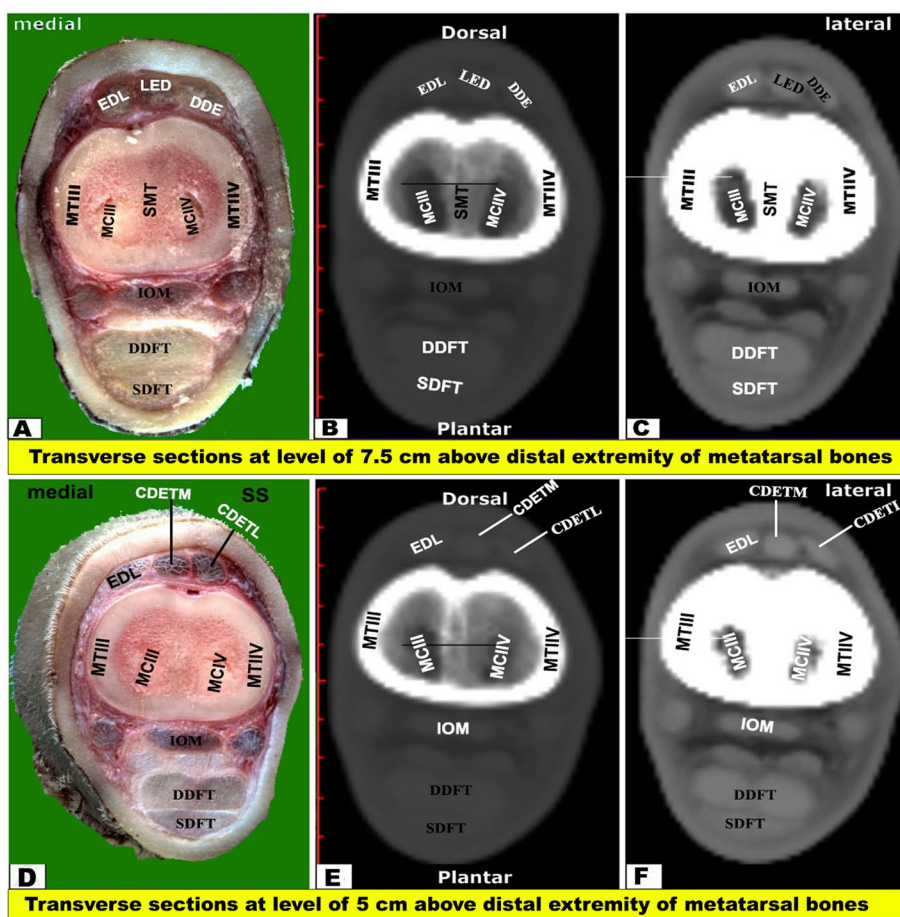 medial
LED
EDL
DDE
MTIII
MCIII
SMT
MCIIV
MTIIV
IOM
DDFT
SDFT
A
Dorsal
EDL
LED
DDE
MTIII
MCIII
SMT
MCIIV
MTIIV
IOM
DDFT
SDFT
B
Plantar
lateral
EDL
LED
DDE
MTIII
MCIII
SMT
MCIIV
MTIIV
IOM
DDFT
SDFT
C
Transverse sections at level of 7.5 cm above distal extremity of metatarsal bones
medial
CDETM
SS
CDETL
EDL
MTIII
MCIII
MCIV
MTIIV
IOM
DDFT
SDFT
D
Dorsal
CDETM
EDL
CDETL
MTIII
MCIII
MCIIV
MTIIV
IOM
DDFT
SDFT
E
Plantar
lateral
CDETM
CDETL
EDL
MTIII
MCIII
MCIIV
MTIIV
IOM
DDFT
SDFT
F
Transverse sections at level of 5 cm above distal extremity of metatarsal bones